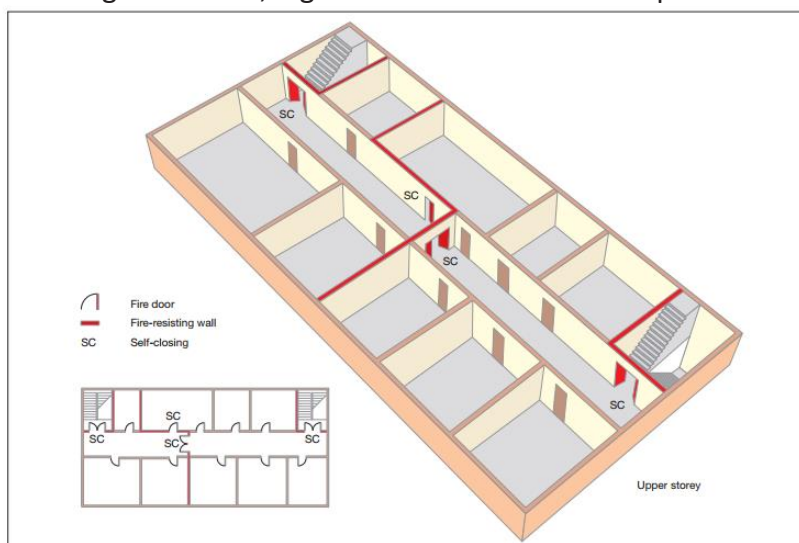 SC
SC
SC
Fire door
Fire-resisting wall
SC Self-closing
SC
SC
SC SC SC
Upper storey